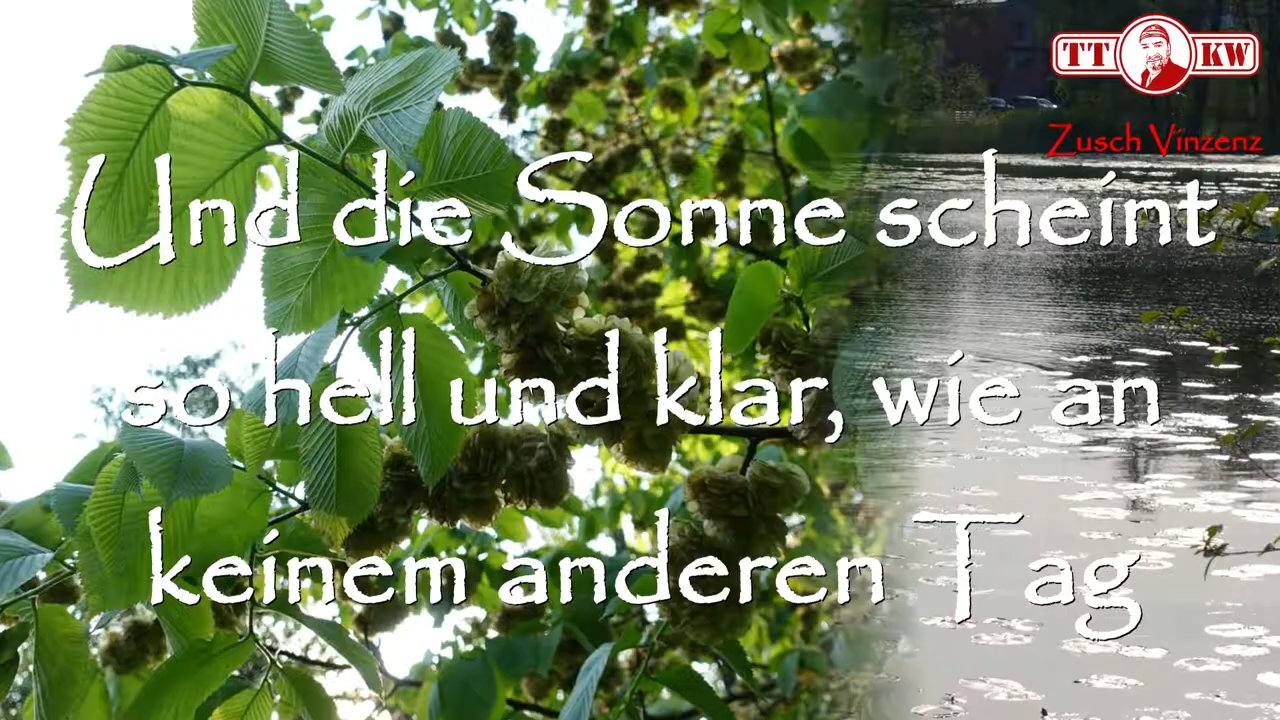 TT KW
Zusch Vinzenz
Und die Sonne scheint
so hell und klar, wie an
keinem anderen Tag